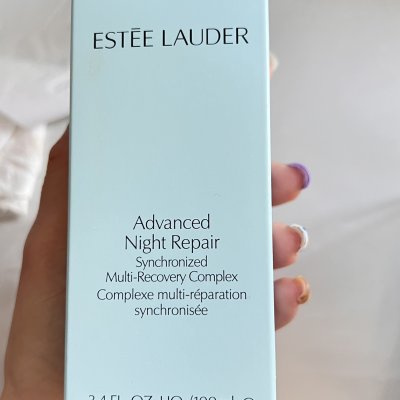 ESTĒE LAUDER
Advanced
Night Repair
Synchronized
Multi-Recovery Complex
Complexe multi-réparation
synchronisée